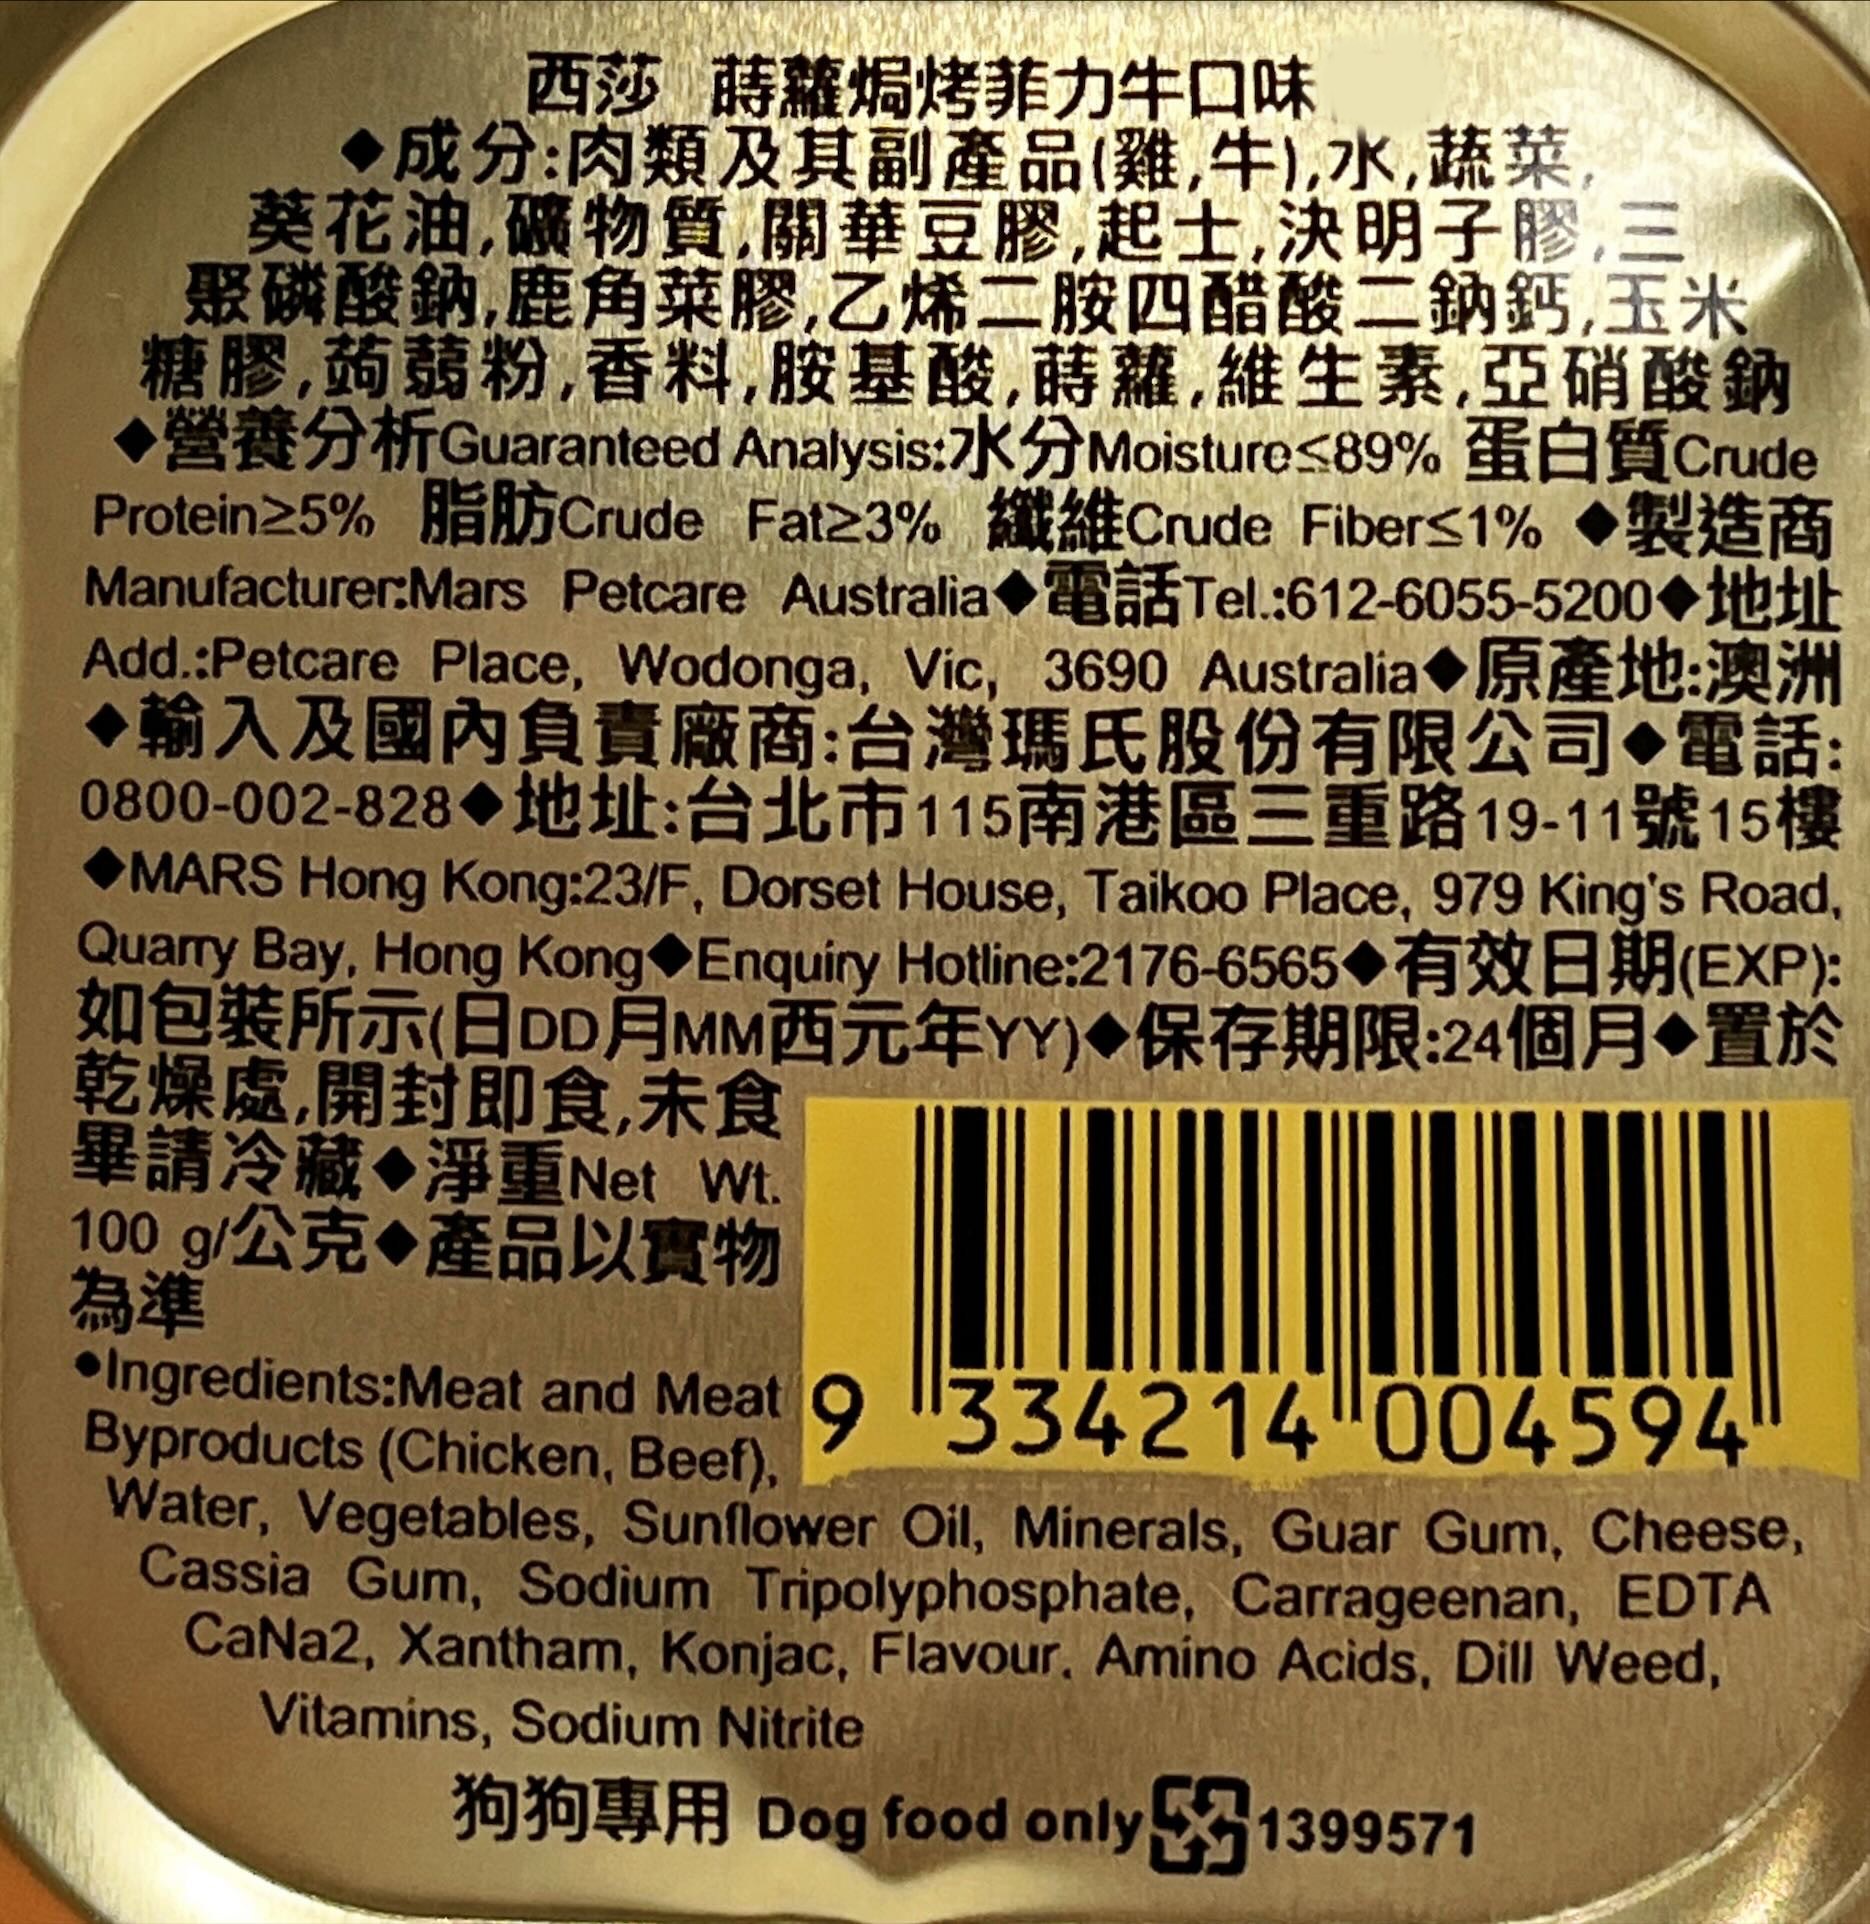 西莎 蒔蘿焗烤菲力牛口味
◆成分:肉類及其副產品(雞,牛),水,蔬菜,
葵花油,礦物質,關華豆膠,起士,決明子膠,三
聚磷酸鈉,鹿角菜膠,乙烯二胺四醋酸二鈉鈣,玉米
糖膠,蒟蒻粉,香料,胺基酸,蒔蘿,維生素,亞硝酸鈉
◆營養分析Guaranteed Analysis:水分Moisture≤89% 蛋白質Crude
Protein≥5% 脂肪Crude Fat≥3% 纖維Crude Fiber≤1% ◆製造商
Manufacturer:Mars Petcare Australia◆電話Tel.:612-6055-5200◆地址
Add.:Petcare Place, Wodonga, Vic, 3690 Australia◆原產地:澳洲
◆輸入及國內負責廠商:台灣瑪氏股份有限公司◆電話:
0800-002-828◆地址:台北市115南港區三重路19-11號15樓
◆MARS Hong Kong:23/F, Dorset House, Taikoo Place, 979 King's Road,
Quarry Bay, Hong Kong◆Enquiry Hotline:2176-6565◆有效日期(EXP):
如包裝所示(日DD月MM西元年YY)◆保存期限:24個月◆置於
乾燥處,開封即食,未食
畢請冷藏◆淨重Net Wt.
100 g/公克◆產品以實物
為準
•Ingredients:Meat and Meat
Byproducts (Chicken, Beef),
9 334214 004594
Water, Vegetables, Sunflower Oil, Minerals, Guar Gum, Cheese,
Cassia Gum, Sodium Tripolyphosphate, Carrageenan, EDTA
CaNa2, Xantham, Konjac, Flavour. Amino Acids, Dill Weed,
Vitamins, Sodium Nitrite
狗狗專用 Dog food only 1399571